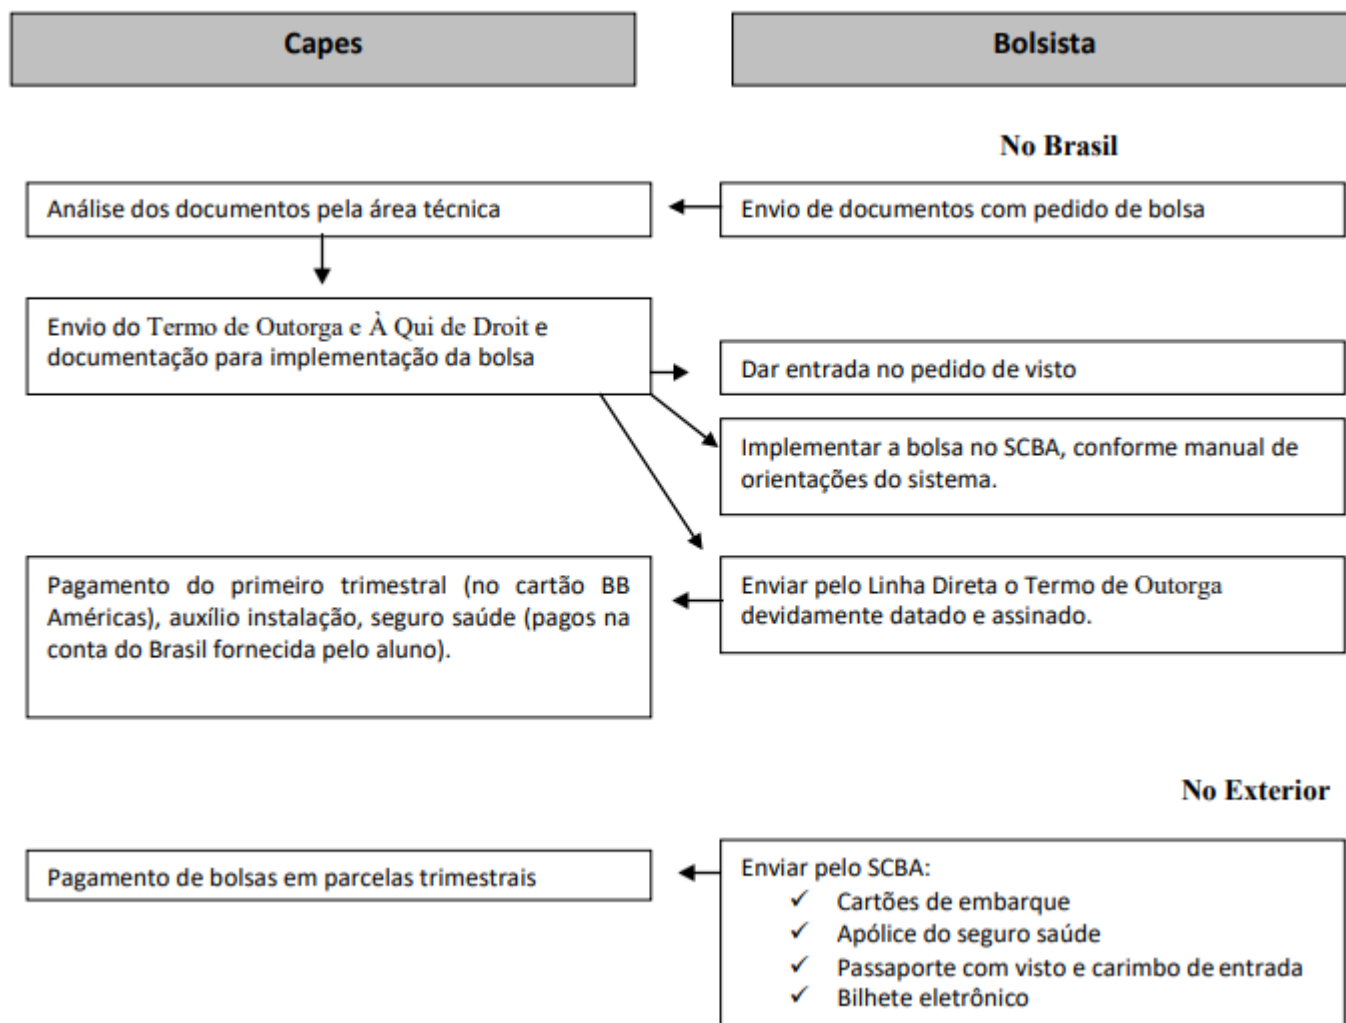 Capes
Bolsista
No Brasil
Análise dos documentos pela área técnica
Envio de documentos com pedido de bolsa
Envio do Termo de Outorga e À Qui de Droit e
documentação para implementação da bolsa
Dar entrada no pedido de visto
Implementar a bolsa no SCBA, conforme manual de
orientações do sistema.
Pagamento do primeiro trimestral (no cartão BB
Américas), auxílio instalação, seguro saúde (pagos na
conta do Brasil fornecida pelo aluno).
Enviar pelo Linha Direta o Termo de Outorga
devidamente datado e assinado.
No Exterior
Pagamento de bolsas em parcelas trimestrais
Enviar pelo SCBA:
✓ Cartões de embarque
✓ Apólice do seguro saúde
✓ Passaporte com visto e carimbo de entrada
✓ Bilhete eletrônico